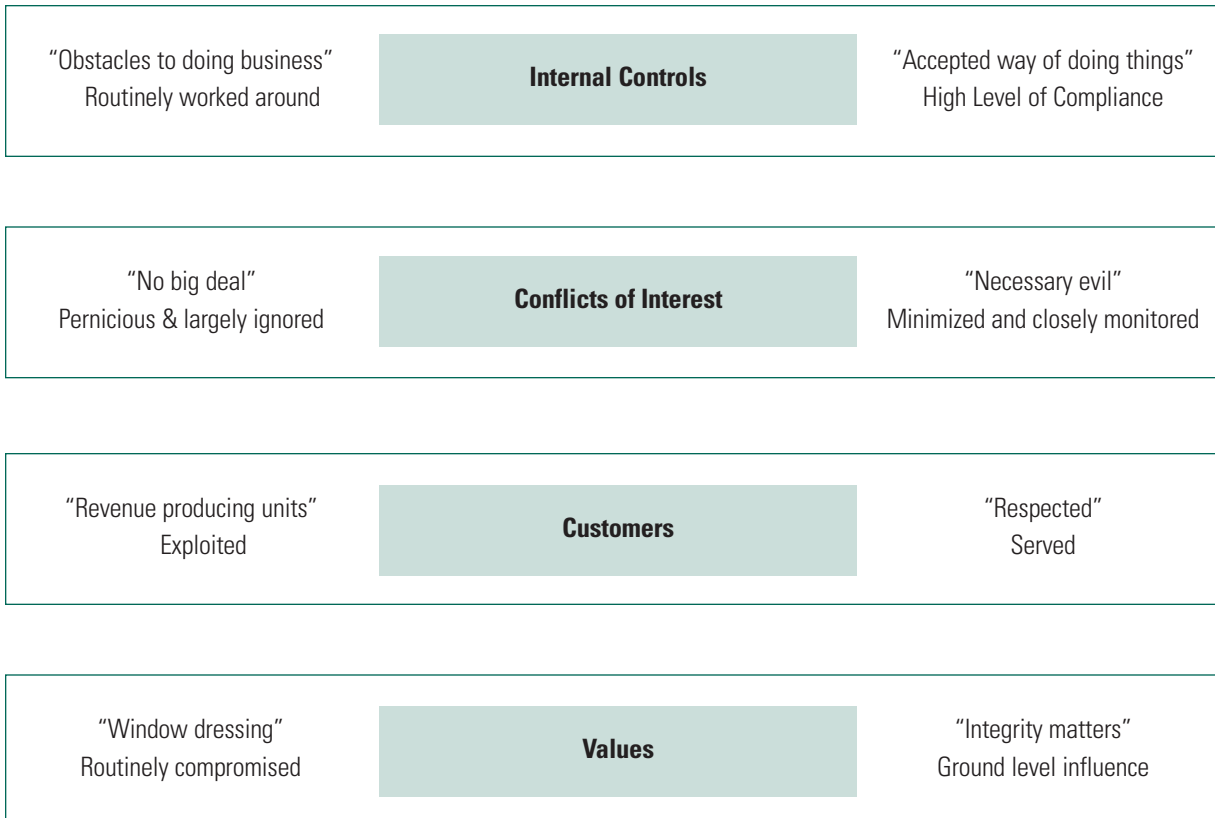 “Obstacles to doing business”
Routinely worked around
Internal Controls
“Accepted way of doing things”
High Level of Compliance
“No big deal”
Pernicious & largely ignored
Conflicts of Interest
“Necessary evil”
Minimized and closely monitored
“Revenue producing units”
Exploited
Customers
“Respected”
Served
“Window dressing”
Routinely compromised
Values
“Integrity matters”
Ground level influence